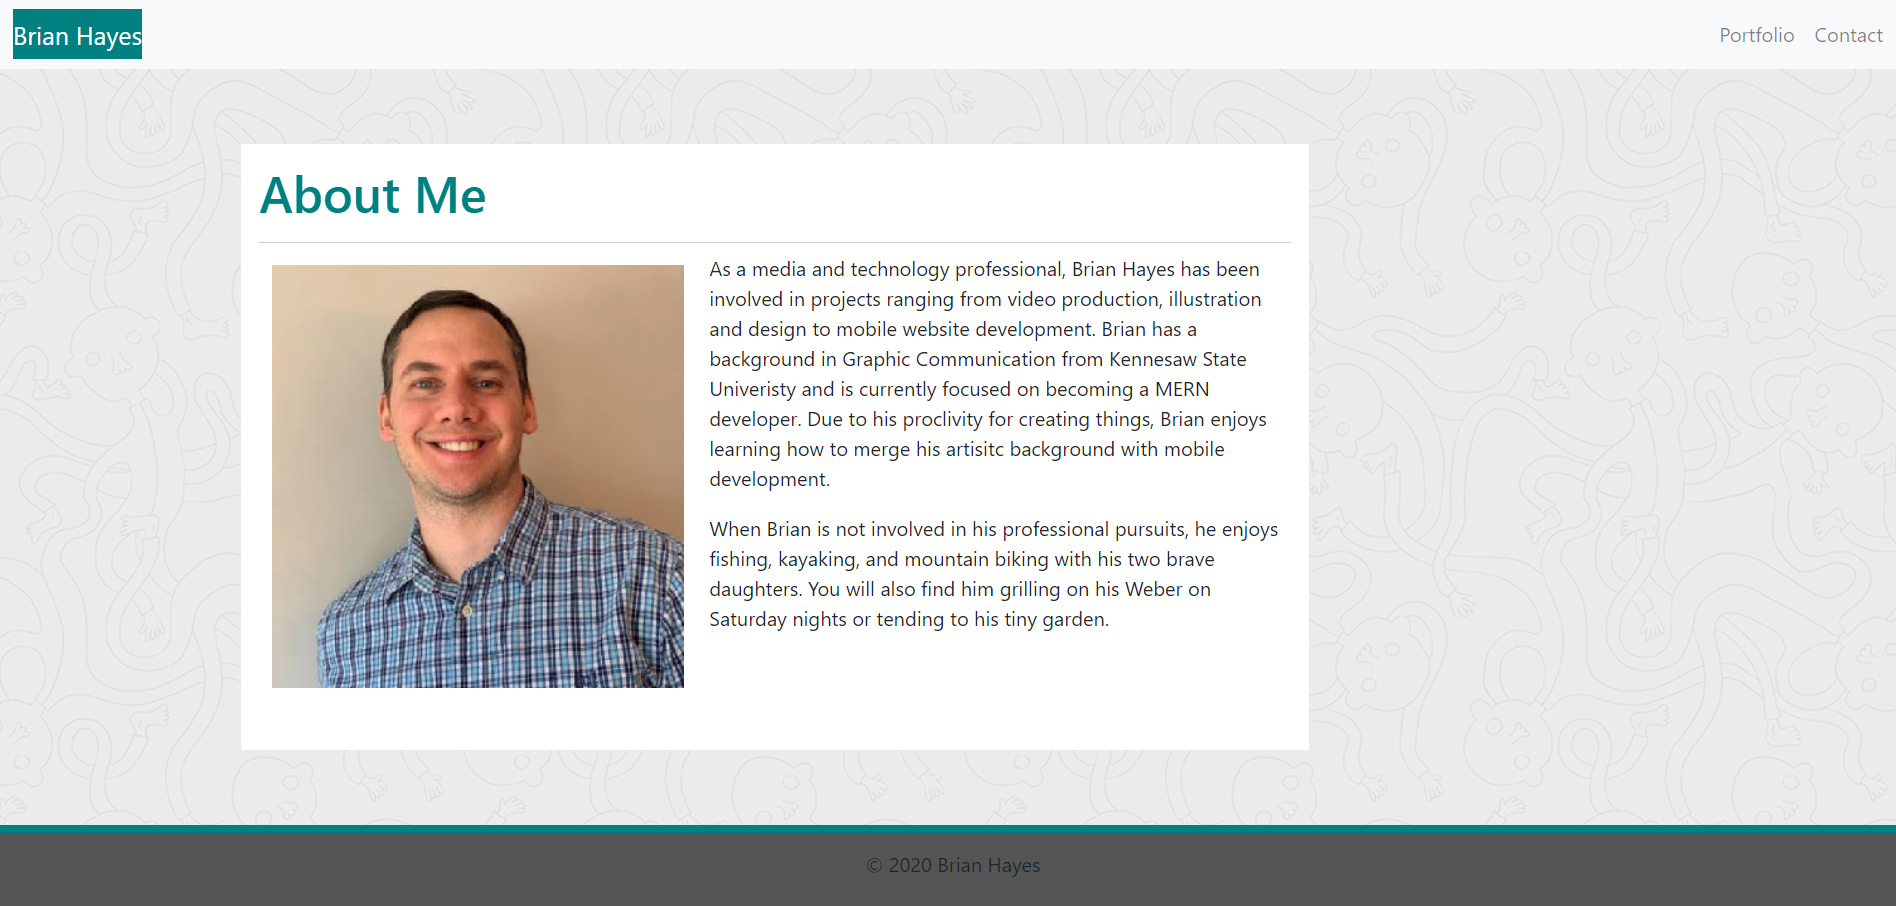 Brian Hayes
Portfolio
Contact
About Me
As a media and technology professional, Brian Hayes has been
involved in projects ranging from video production, illustration
and design to mobile website development. Brian has a
background in Graphic Communication from Kennesaw State
Univeristy and is currently focused on becoming a MERN
developer. Due to his proclivity for creating things, Brian enjoys
learning how to merge his artisitc background with mobile
development.
When Brian is not involved in his professional pursuits, he enjoys
fishing, kayaking, and mountain biking with his two brave
daughters. You will also find him grilling on his Weber on
Saturday nights or tending to his tiny garden.
© 2020 Brian Hayes